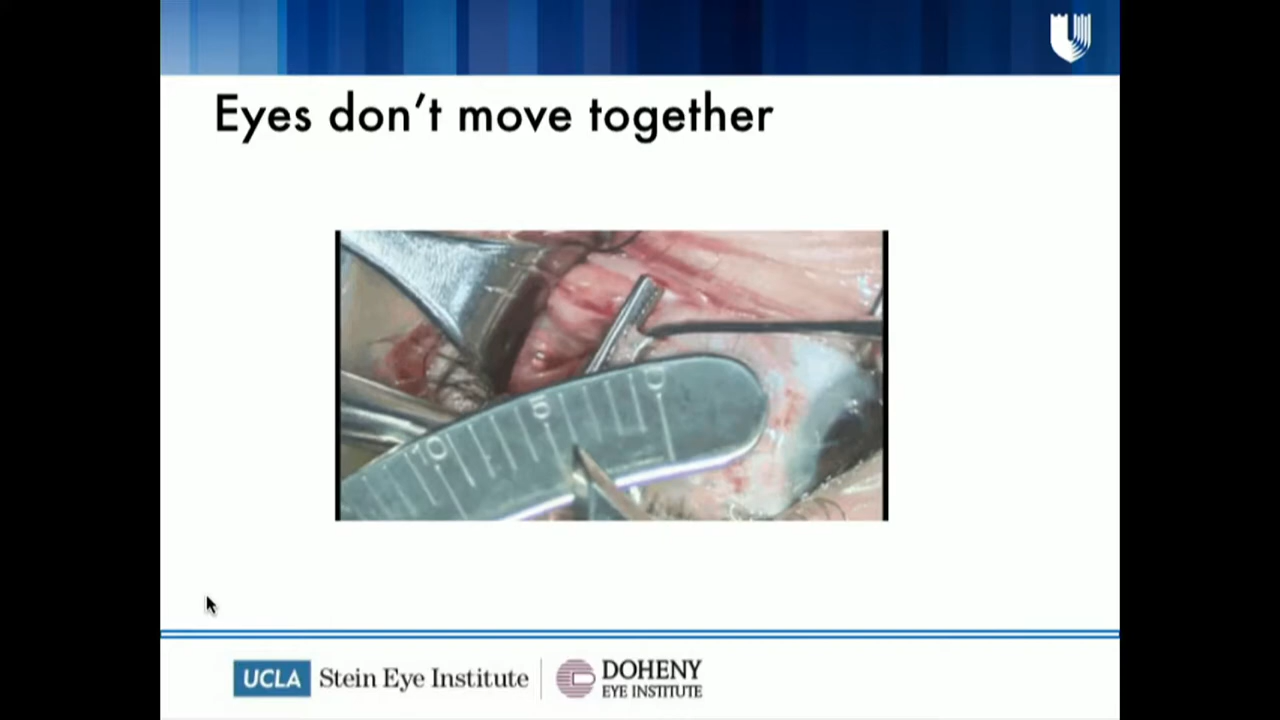 Eyes don't move together
0
5
10
UCLA Stein Eye Institute
DOHENY
EYE INSTITUTE